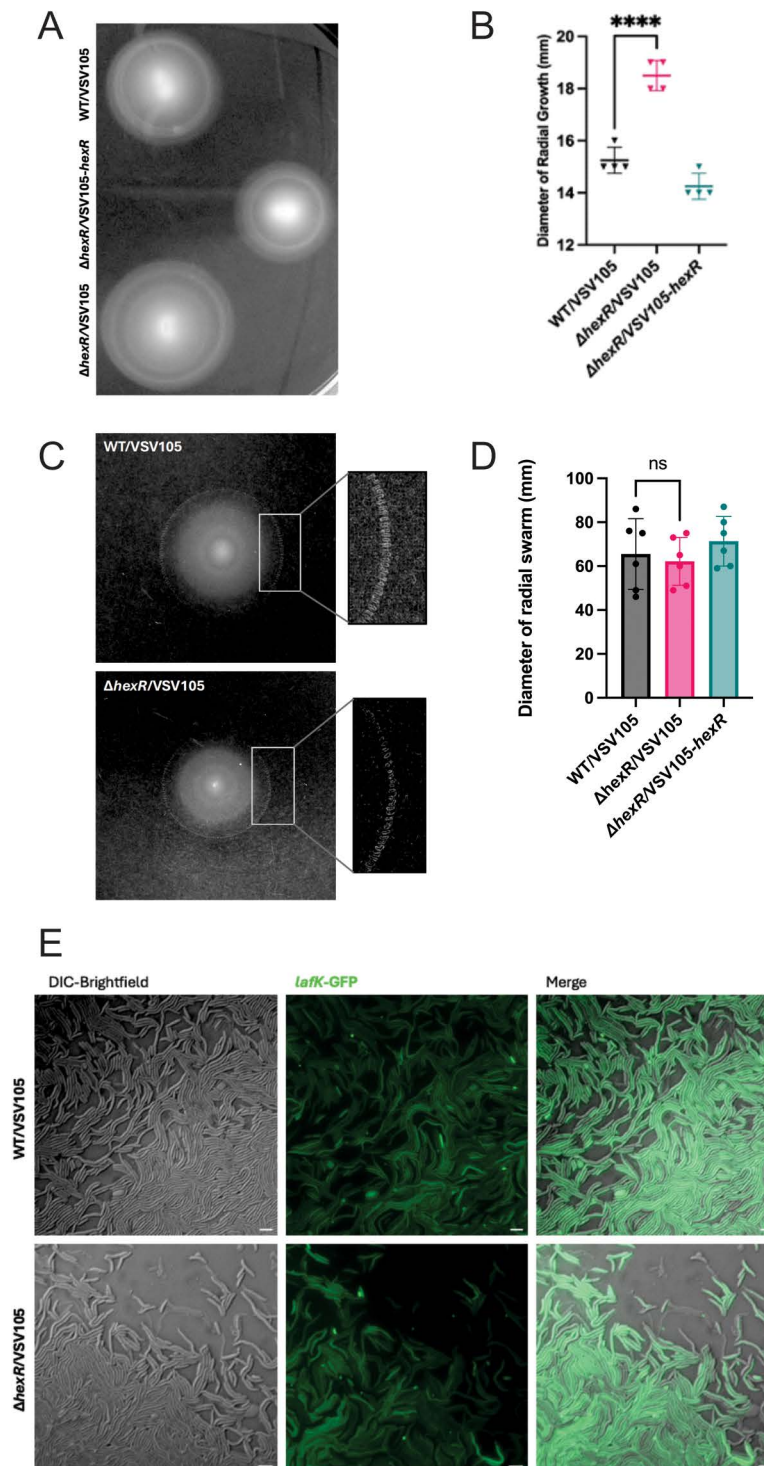 A
WT/VSV105
ΔhexR/VSV105-hexR
ΔhexR/VSV105
B
****
Diameter of Radial Growth (mm)
20
18
16
14
12
WT/VSV105
ΔhexR/VSV105
ΔhexR/VSV105-hexR
C
WT/VSV105
ΔhexR/VSV105
D
ns
Diameter of radial swarm (mm)
100
80
60
40
20
0
WT/VSV105
ΔhexR/VSV105
ΔhexR/VSV105-hexR
E
DIC-Brightfield
lafK-GFP
Merge
WT/VSV105
ΔhexR/VSV105